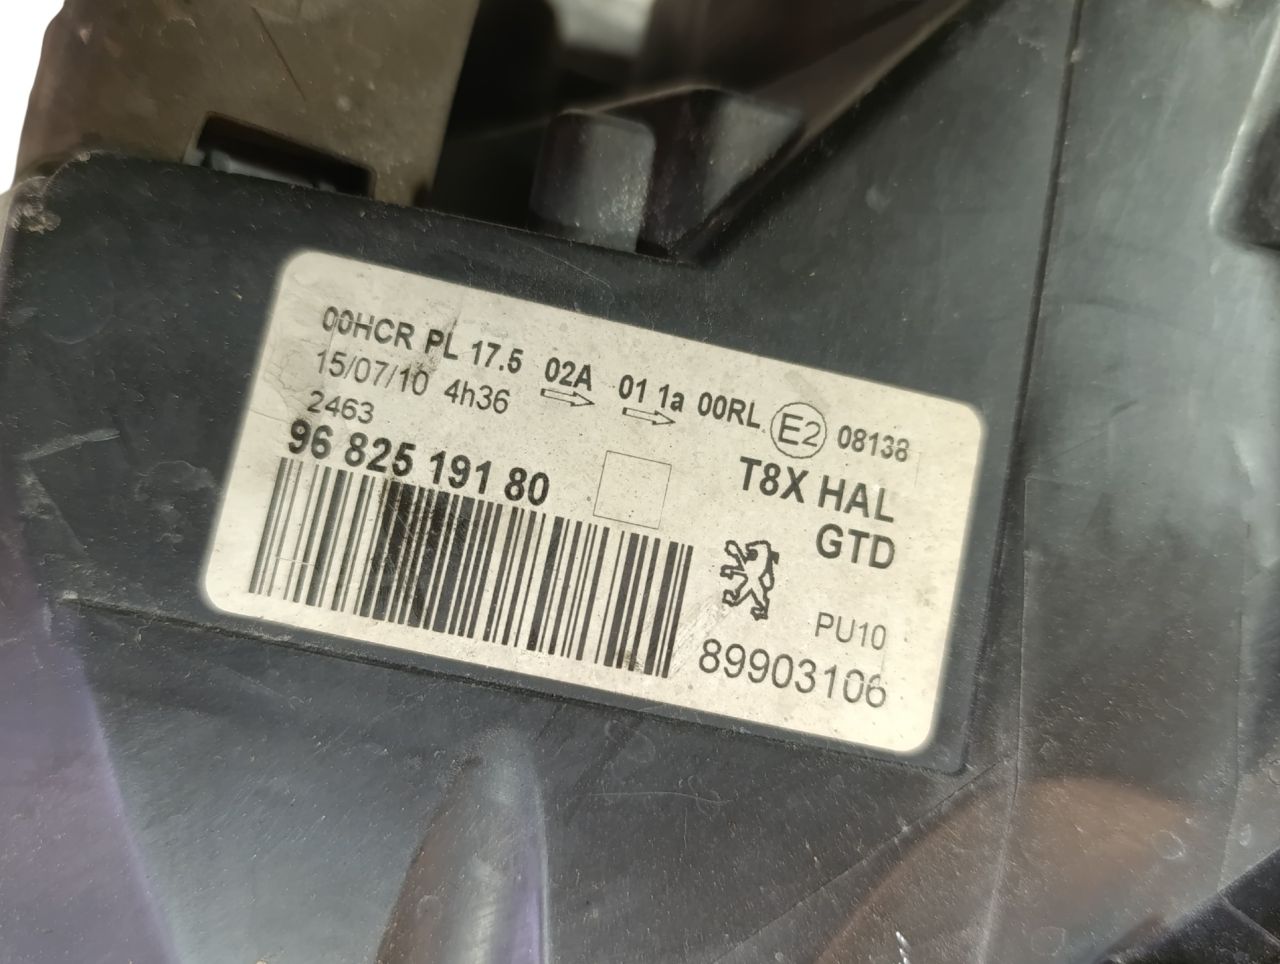 00HCR PL 17.5 02A 01 1a 00RL E2 08138
15/07/10 4h36
2463
96 825 191 80
T8X HAL
GTD
PU10
89903106